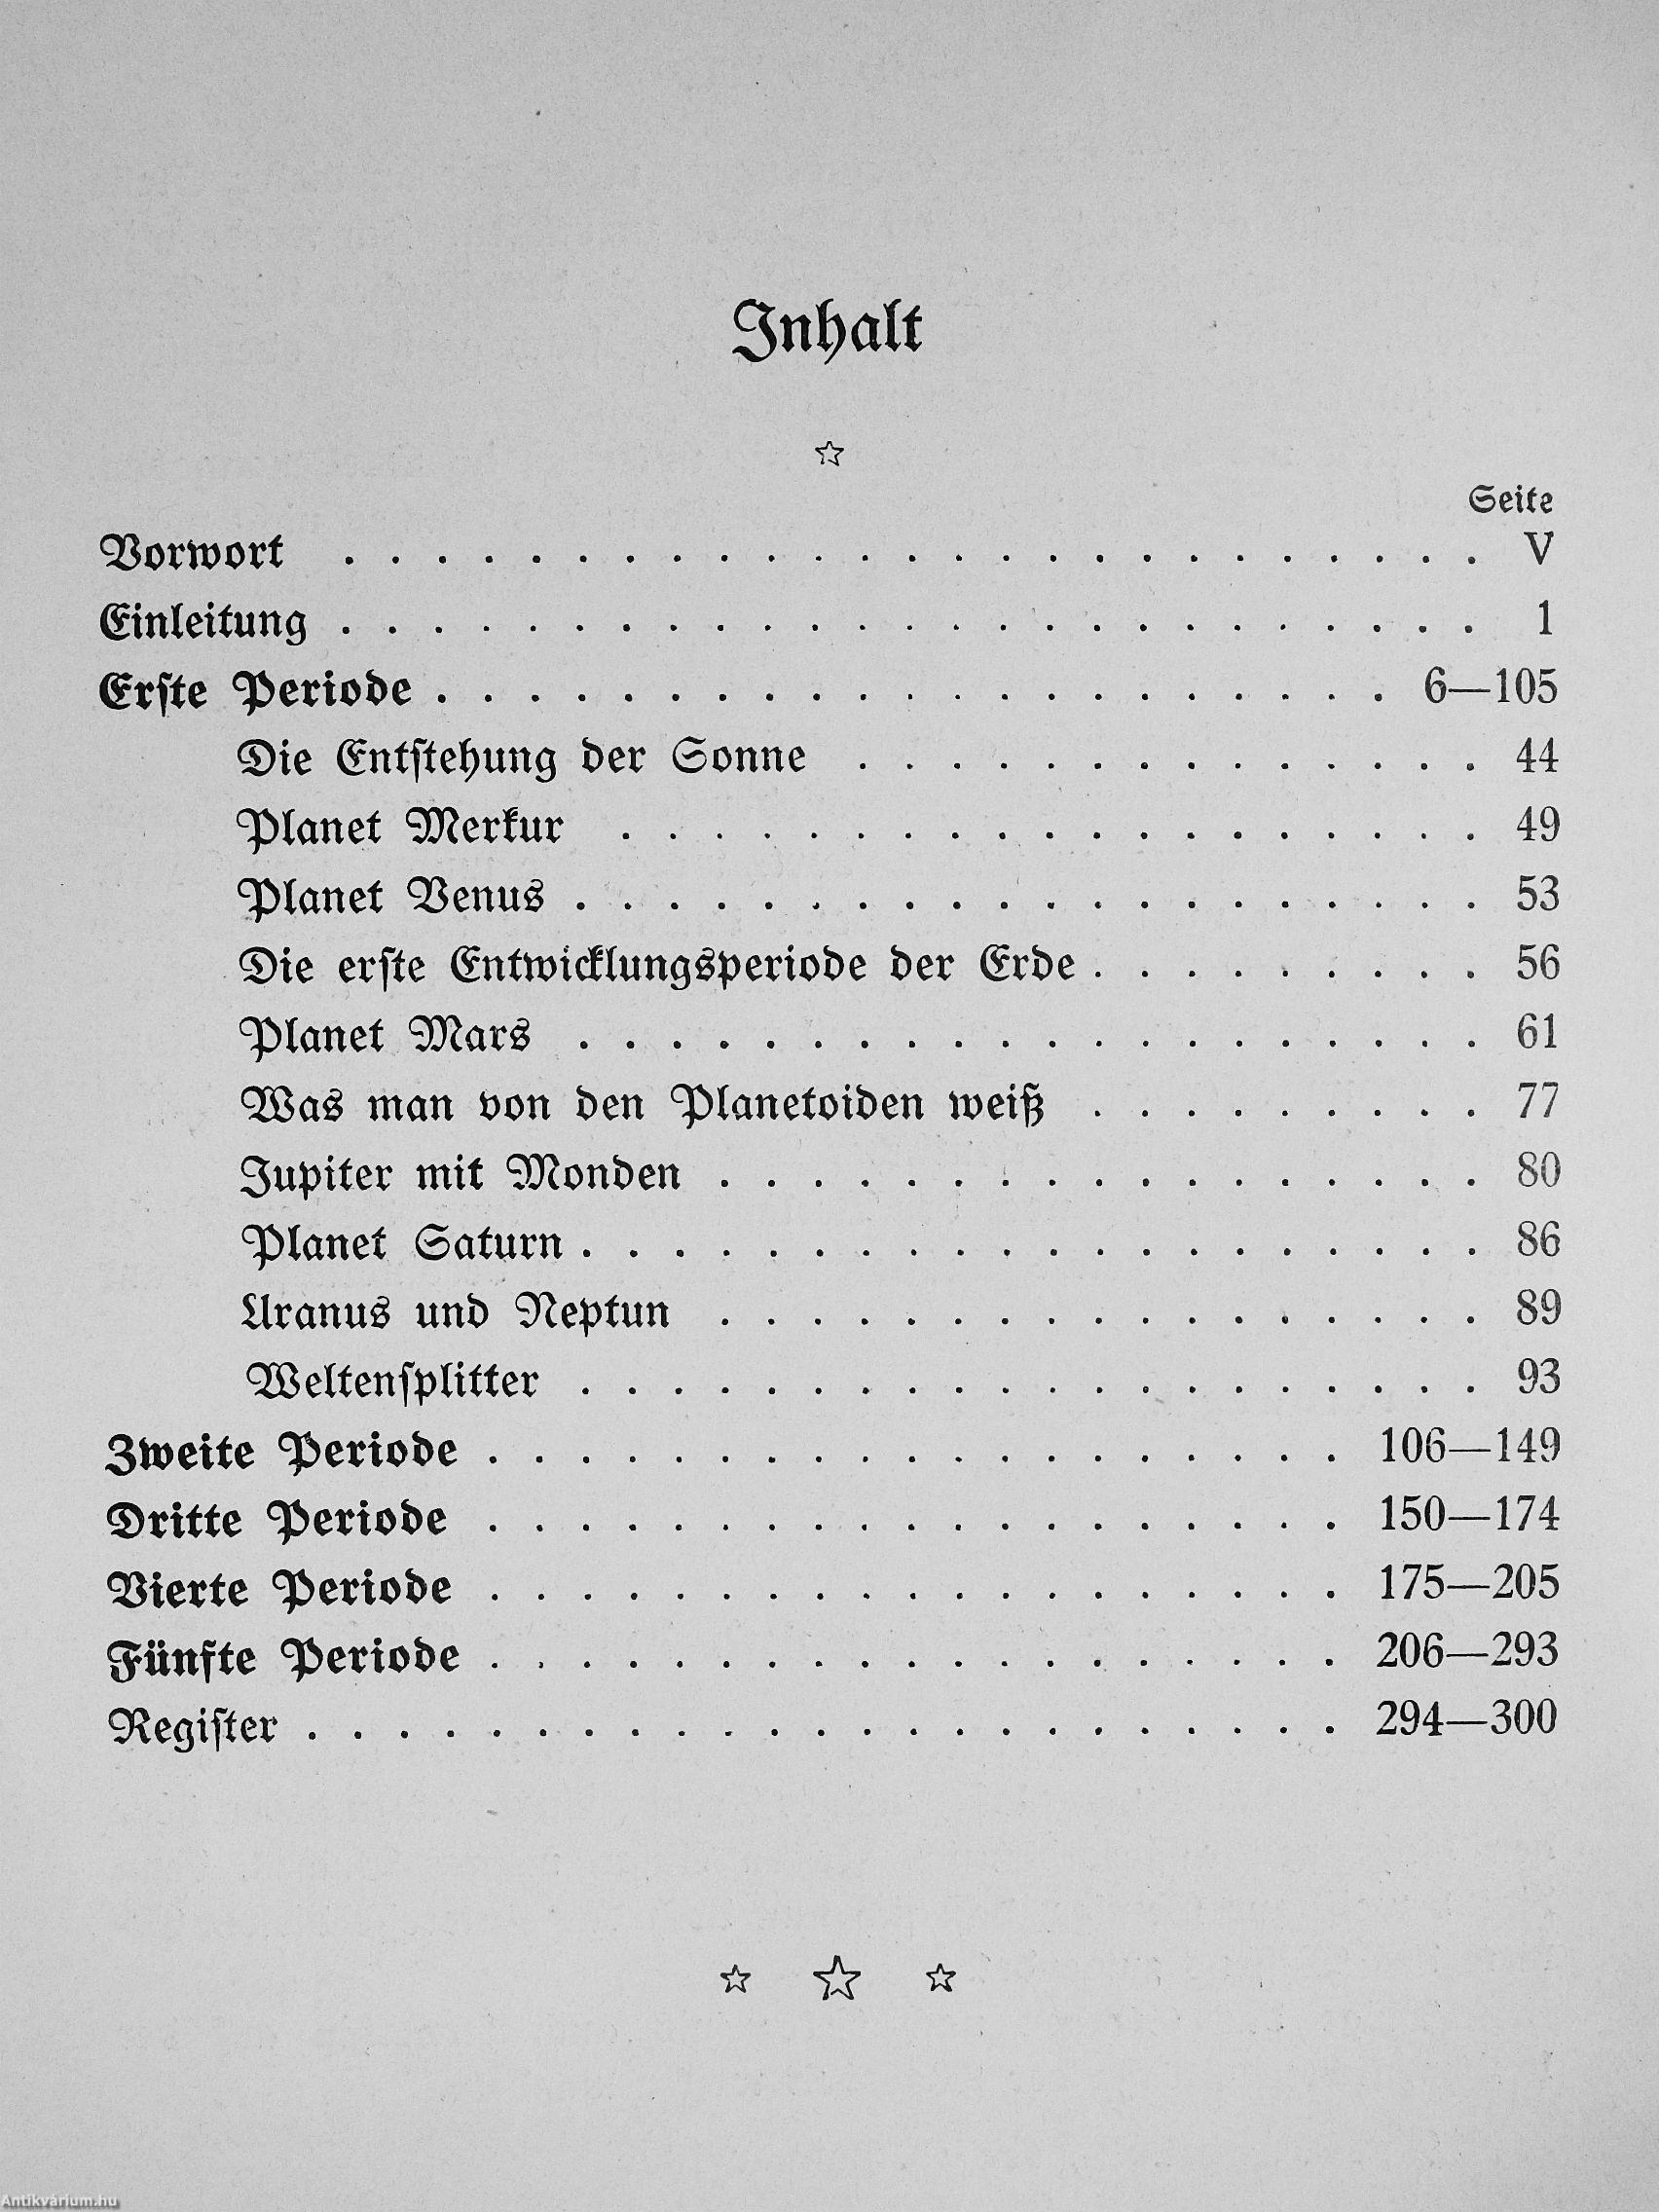 Inhalt
Seite
Vorwort . . . . . . . . . . . . . . . . . . . . . . . . . V
Einleitung . . . . . . . . . . . . . . . . . . . . . . . . . 1
Erſte Periode . . . . . . . . . . . . . . . . . . . . . 6—105
Die Entſtehung der Sonne . . . . . . . . . . . . . . 44
Planet Merkur . . . . . . . . . . . . . . . . . . . 49
Planet Venus . . . . . . . . . . . . . . . . . . . . 53
Die erſte Entwicklungsperiode der Erde . . . . . . . . . 56
Planet Mars . . . . . . . . . . . . . . . . . . . . 61
Was man von den Planetoiden weiß . . . . . . . . . 77
Jupiter mit Monden . . . . . . . . . . . . . . . . . 80
Planet Saturn . . . . . . . . . . . . . . . . . . . . 86
Uranus und Neptun . . . . . . . . . . . . . . . . . 89
Weltenſplitter . . . . . . . . . . . . . . . . . . . . 93
Zweite Periode . . . . . . . . . . . . . . . . . . . 106—149
Dritte Periode . . . . . . . . . . . . . . . . . . . 150—174
Vierte Periode . . . . . . . . . . . . . . . . . . . 175—205
Fünfte Periode . . . . . . . . . . . . . . . . . . . 206—293
Regiſter . . . . . . . . . . . . . . . . . . . . . . . 294—300
Antikvárium.hu